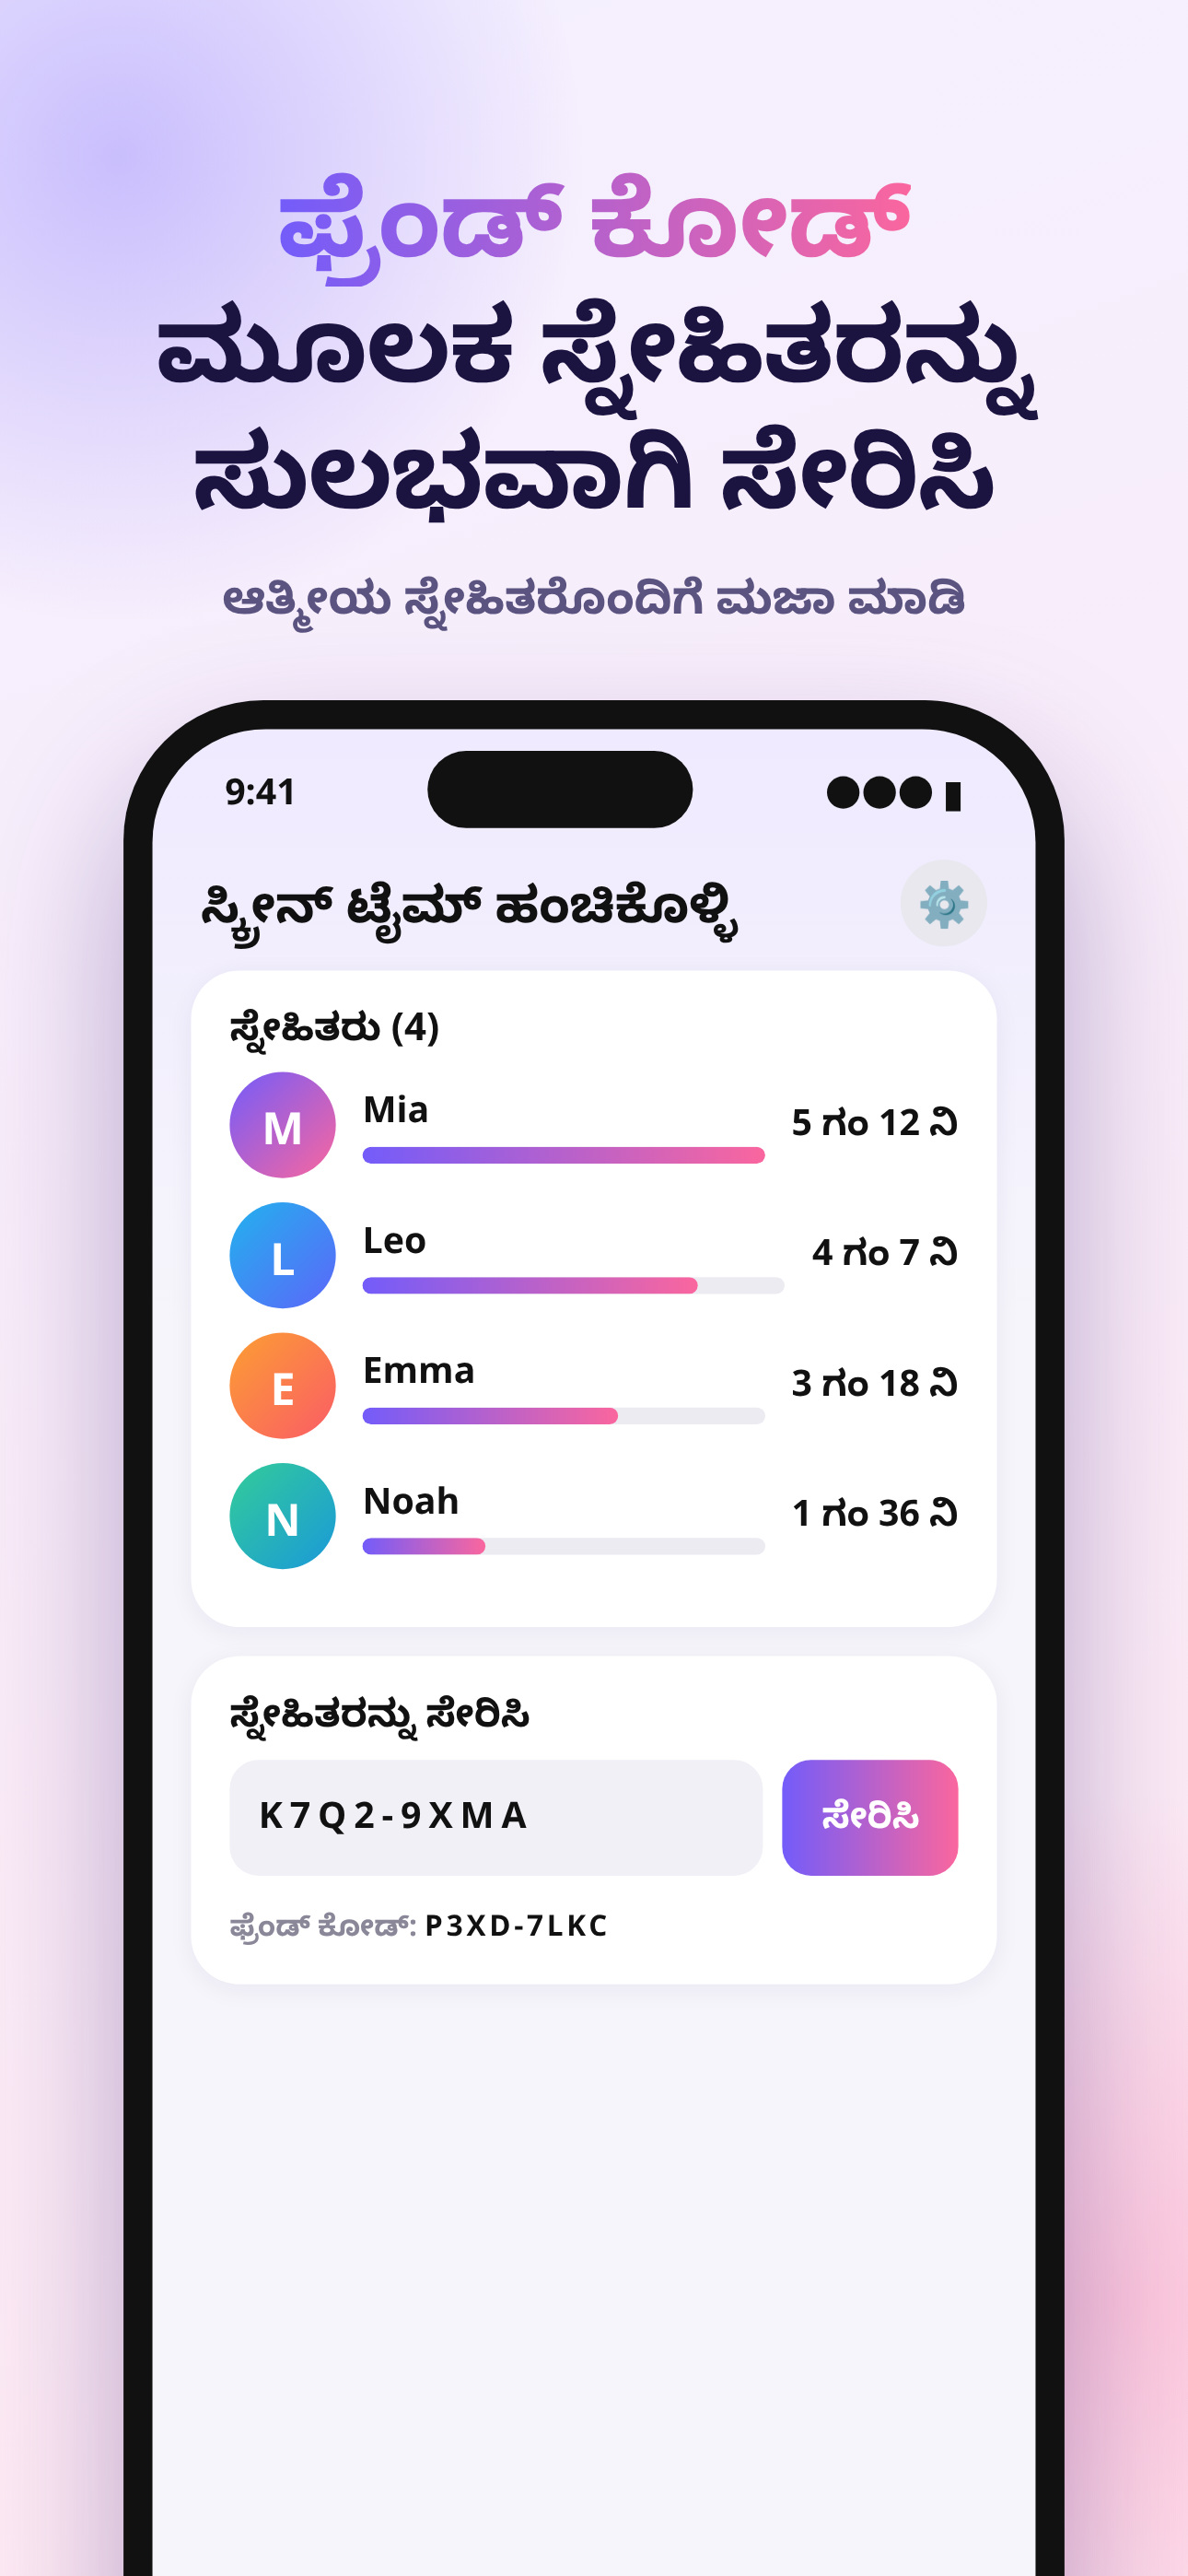 ಫ್ರೆಂಡ್ ಕೋಡ್
ಮೂಲಕ ಸ್ನೇಹಿತರನ್ನು
ಸುಲಭವಾಗಿ ಸೇರಿಸಿ
ಆತ್ಮೀಯ ಸ್ನೇಹಿತರೊಂದಿಗೆ ಮಜಾ ಮಾಡಿ
9:41
ಸ್ಕ್ರೀನ್ ಟೈಮ್ ಹಂಚಿಕೊಳ್ಳಿ
ಸ್ನೇಹಿತರು (4)
M Mia 5 ಗಂ 12 ನಿ
L Leo 4 ಗಂ 7 ನಿ
E Emma 3 ಗಂ 18 ನಿ
N Noah 1 ಗಂ 36 ನಿ
ಸ್ನೇಹಿತರನ್ನು ಸೇರಿಸಿ
K7Q2-9XMA ಸೇರಿಸಿ
ಫ್ರೆಂಡ್ ಕೋಡ್: P3XD-7LKC